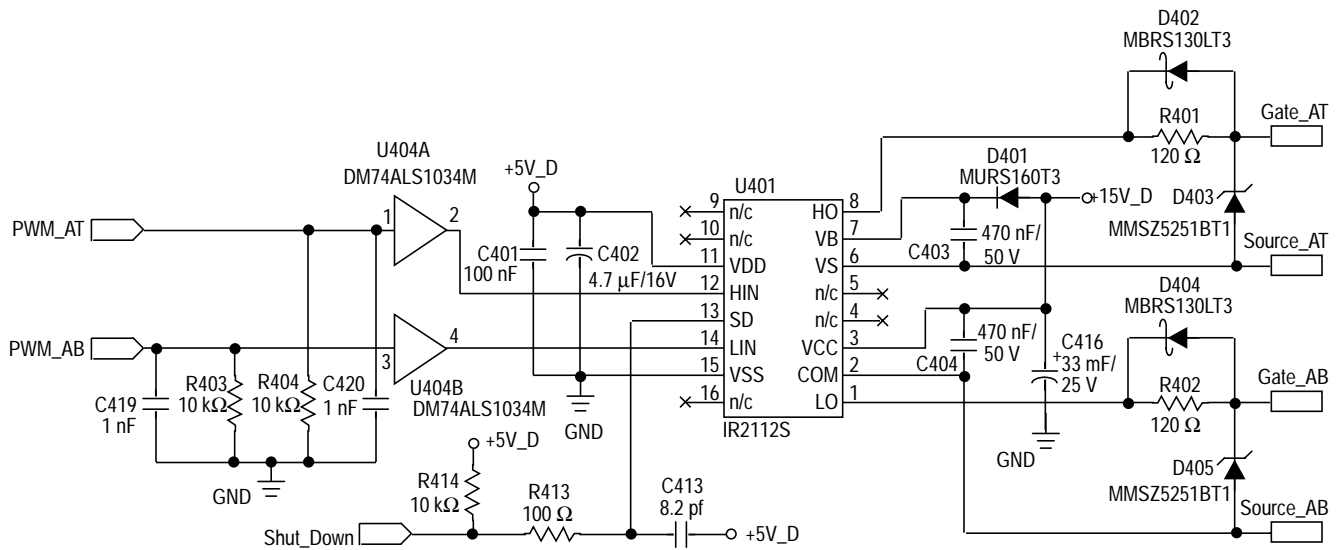 D402
MBRS130LT3
Gate_AT
R401
120 Ω
U404A
DM74ALS1034M
+5V_D
D401
MURS160T3
U401
+15V_D
D403
MMSZ5251BT1
PWM_AT
1
2
9
n/c
HO
8
10
n/c
VB
7
C401
100 nF
C402
4.7 µF/16V
11
VDD
VS
6
C403
470 nF/
50 V
Source_AT
12
HIN
n/c
5
D404
MBRS130LT3
13
SD
n/c
4
PWM_AB
3
4
14
LIN
VCC
3
C404
470 nF/
50 V
C416
+
33 mF/
25 V
15
VSS
COM
2
Gate_AB
R402
120 Ω
16
n/c
LO
1
IR2112S
U404B
DM74ALS1034M
C419
1 nF
R403
10 kΩ
R404
10 kΩ
C420
1 nF
GND
GND
GND
D405
MMSZ5251BT1
+5V_D
R414
10 kΩ
R413
100 Ω
C413
8.2 pf
+5V_D
Shut_Down
Source_AB